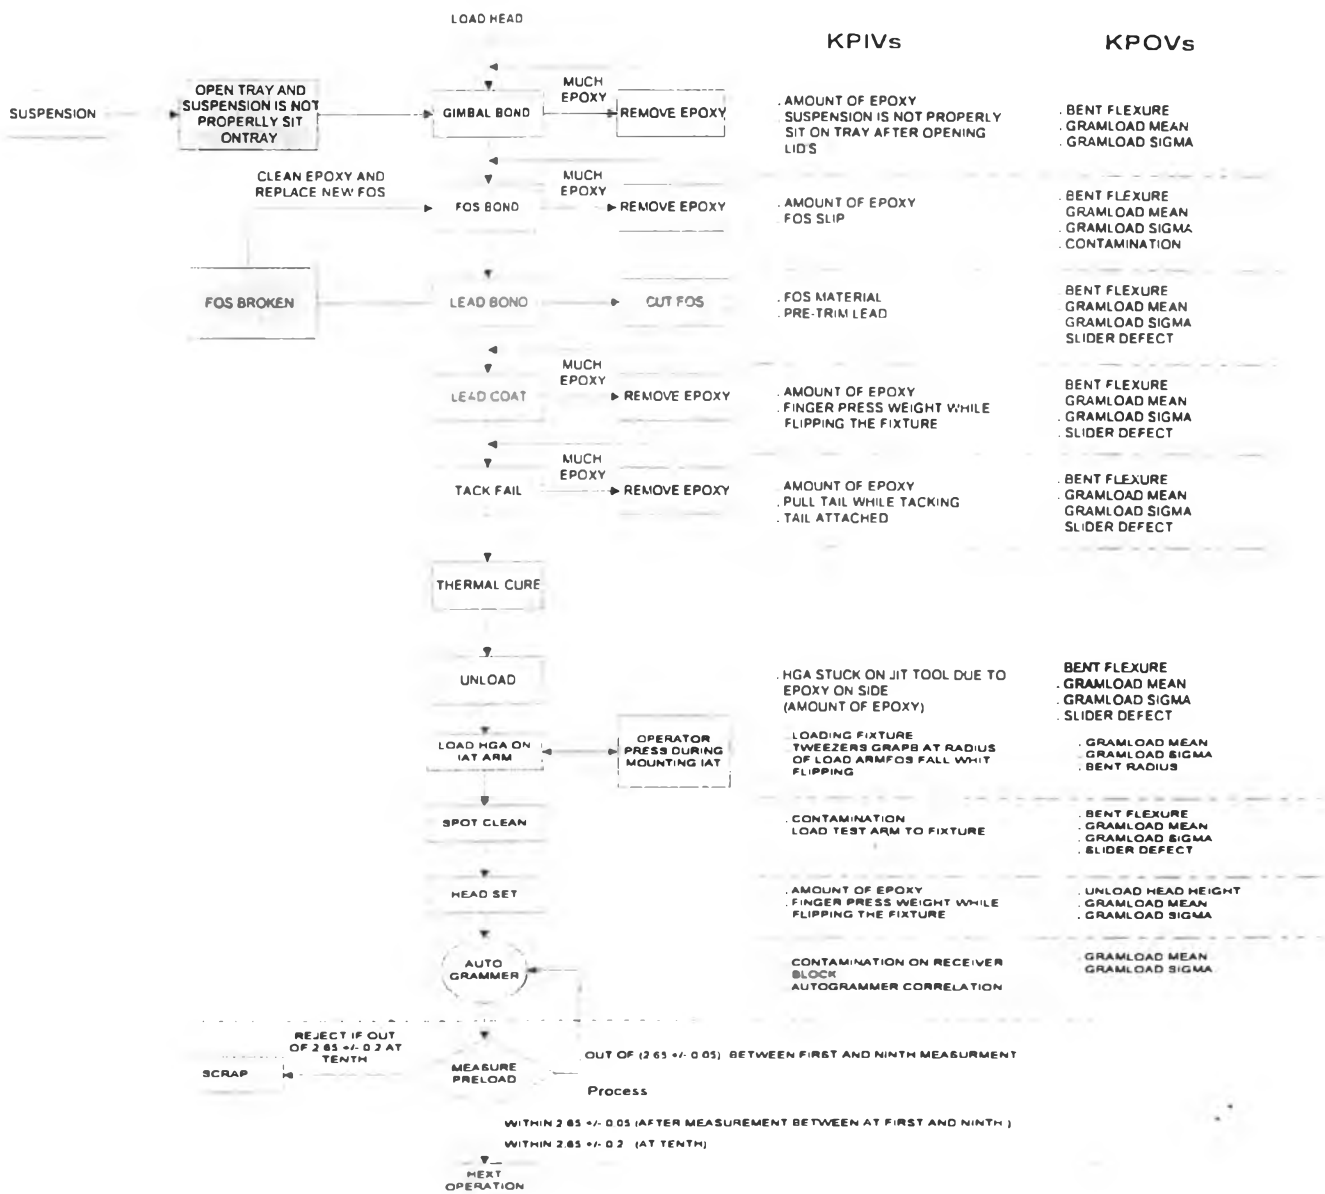 LOAD HEAD
KPIVs
KPOVs
SUSPENSION
OPEN TRAY AND
SUSPENSION IS NOT
PROPERLLY SIT
ONTRAY
GIMBAL BOND
MUCH
EPOXY
REMOVE EPOXY
. AMOUNT OF EPOXY
. SUSPENSION IS NOT PROPERLY
SIT ON TRAY AFTER OPENING
LID'S
. BENT FLEXURE
. GRAMLOAD MEAN
. GRAMLOAD SIGMA
CLEAN EPOXY AND
REPLACE NEW FOS
FOS BOND
MUCH
EPOXY
REMOVE EPOXY
. AMOUNT OF EPOXY
. FOS SLIP
. BENT FLEXURE
GRAMLOAD MEAN
. GRAMLOAD SIGMA
. CONTAMINATION
FOS BROKEN
LEAD BOND
CUT FOS
. FOS MATERIAL
. PRE-TRIM LEAD
BENT FLEXURE
. GRAMLOAD MEAN
GRAMLOAD SIGMA
SLIDER DEFECT
LEAD COAT
MUCH
EPOXY
REMOVE EPOXY
. AMOUNT OF EPOXY
. FINGER PRESS WEIGHT WHILE
FLIPPING THE FIXTURE
BENT FLEXURE
GRAMLOAD MEAN
. GRAMLOAD SIGMA
. SLIDER DEFECT
TACK FAIL
MUCH
EPOXY
REMOVE EPOXY
AMOUNT OF EPOXY
. PULL TAIL WHILE TACKING
. TAIL ATTACHED
. BENT FLEXURE
. GRAMLOAD MEAN
GRAMLOAD SIGMA
SLIDER DEFECT
THERMAL CURE
UNLOAD
. HGA STUCK ON JIT TOOL DUE TO
EPOXY ON SIDE
(AMOUNT OF EPOXY)
BENT FLEXURE
. GRAMLOAD MEAN
. GRAMLOAD SIGMA
. SLIDER DEFECT
LOAD HGA ON
IAT ARM
OPERATOR
PRESS DURING
MOUNTING IAT
. LOADING FIXTURE
TWEEZERS GRAPB AT RADIUS
OF LOAD ARMFOS FALL WHIT
FLIPPING
. GRAMLOAD MEAN
. GRAMLOAD SIGMA
. BENT RADIUS
SPOT CLEAN
. CONTAMINATION
LOAD TEST ARM TO FIXTURE
. BENT FLEXURE
. GRAMLOAD MEAN
. GRAMLOAD SIGMA
. SLIDER DEFECT
HEAD SET
. AMOUNT OF EPOXY
. FINGER PRESS WEIGHT WHILE
FLIPPING THE FIXTURE
. UNLOAD HEAD HEIGHT
. GRAMLOAD MEAN
. GRAMLOAD SIGMA
AUTO
GRAMMER
CONTAMINATION ON RECEIVER
BLOCK
AUTOGRAMMER CORRELATION
. GRAMLOAD MEAN
GRAMLOAD SIGMA
REJECT IF OUT
OF 2.65 +/- 0.2 AT
TENTH
SCRAP
MEASURE
PRELOAD
OUT OF (2.65 +/- 0.05) BETWEEN FIRST AND NINTH MEASURMENT
Process
WITHIN 2.65 +/- 0.05 (AFTER MEASUREMENT BETWEEN AT FIRST AND NINTH )
WITHIN 2.65 +/- 0.2 (AT TENTH)
NEXT
OPERATION